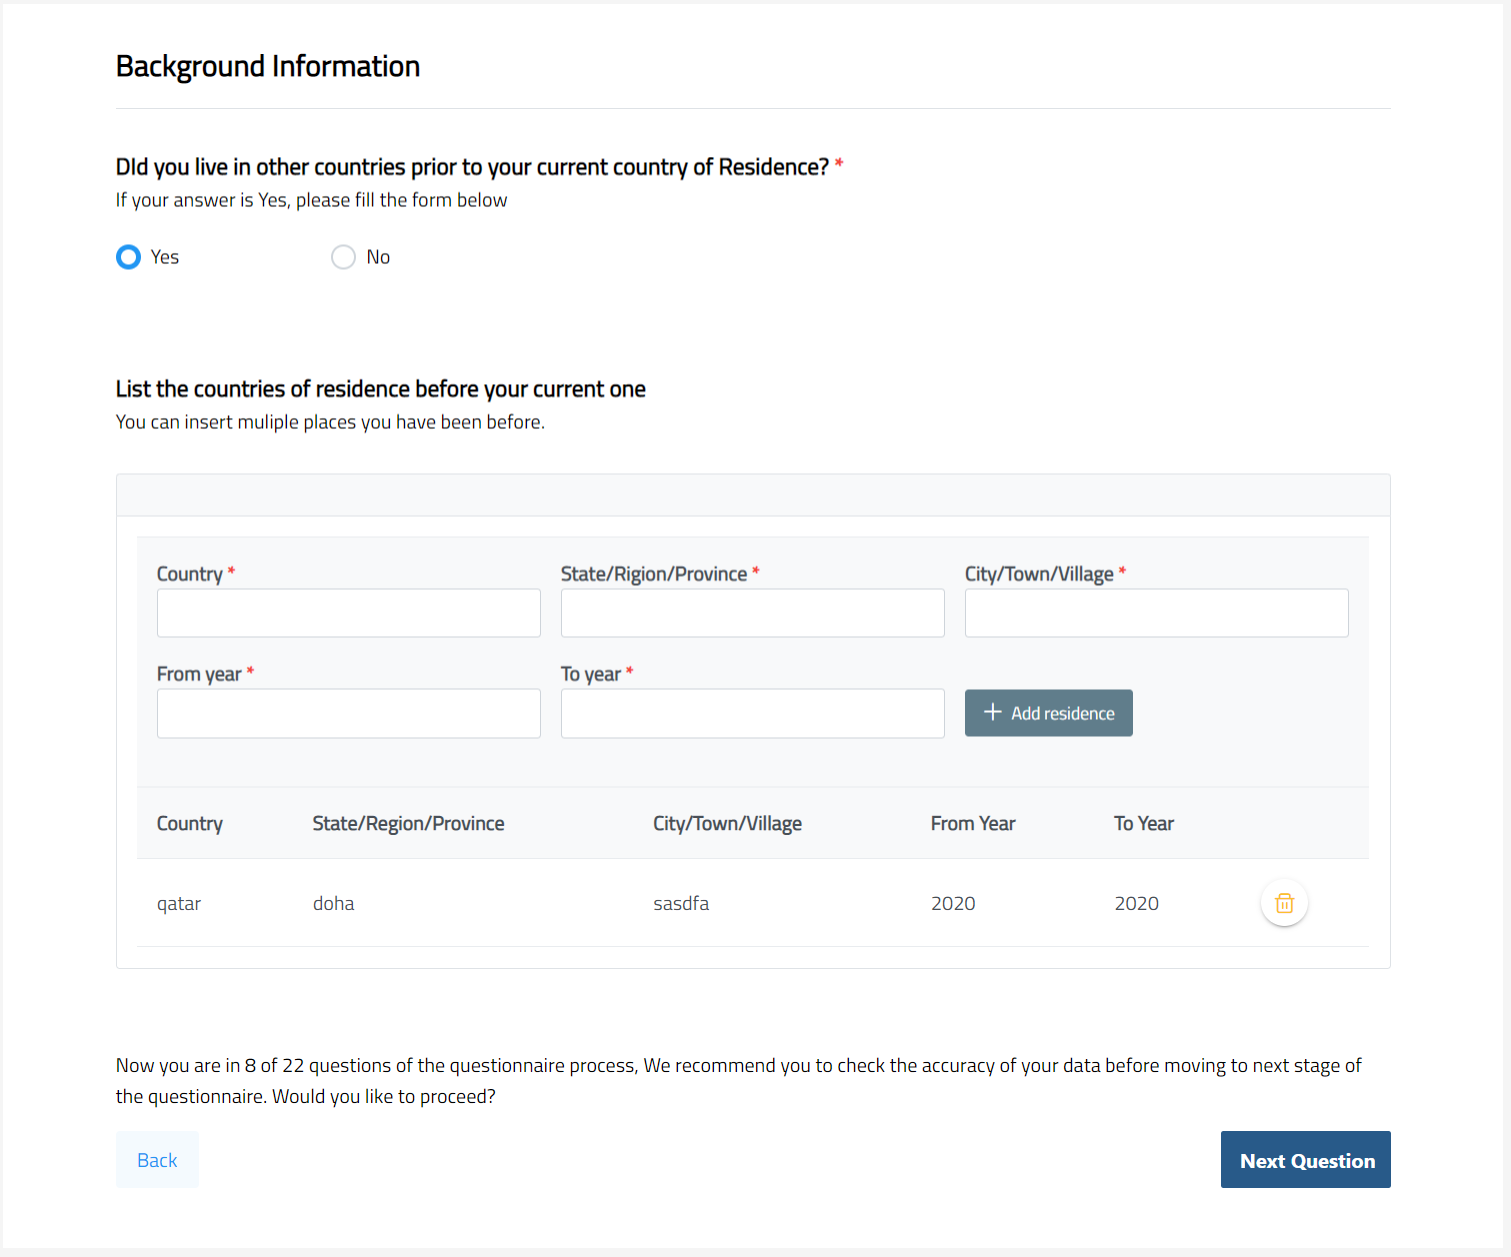 Background Information
DId you live in other countries prior to your current country of Residence? *
If your answer is Yes, please fill the form below
Yes No
List the countries of residence before your current one
You can insert muliple places you have been before.
Country * State/Rigion/Province * City/Town/Village *
From year * To year *
+ Add residence
Country State/Region/Province City/Town/Village From Year To Year
qatar doha sasdfa 2020 2020
Now you are in 8 of 22 questions of the questionnaire process, We recommend you to check the accuracy of your data before moving to next stage of
the questionnaire. Would you like to proceed?
Back Next Question